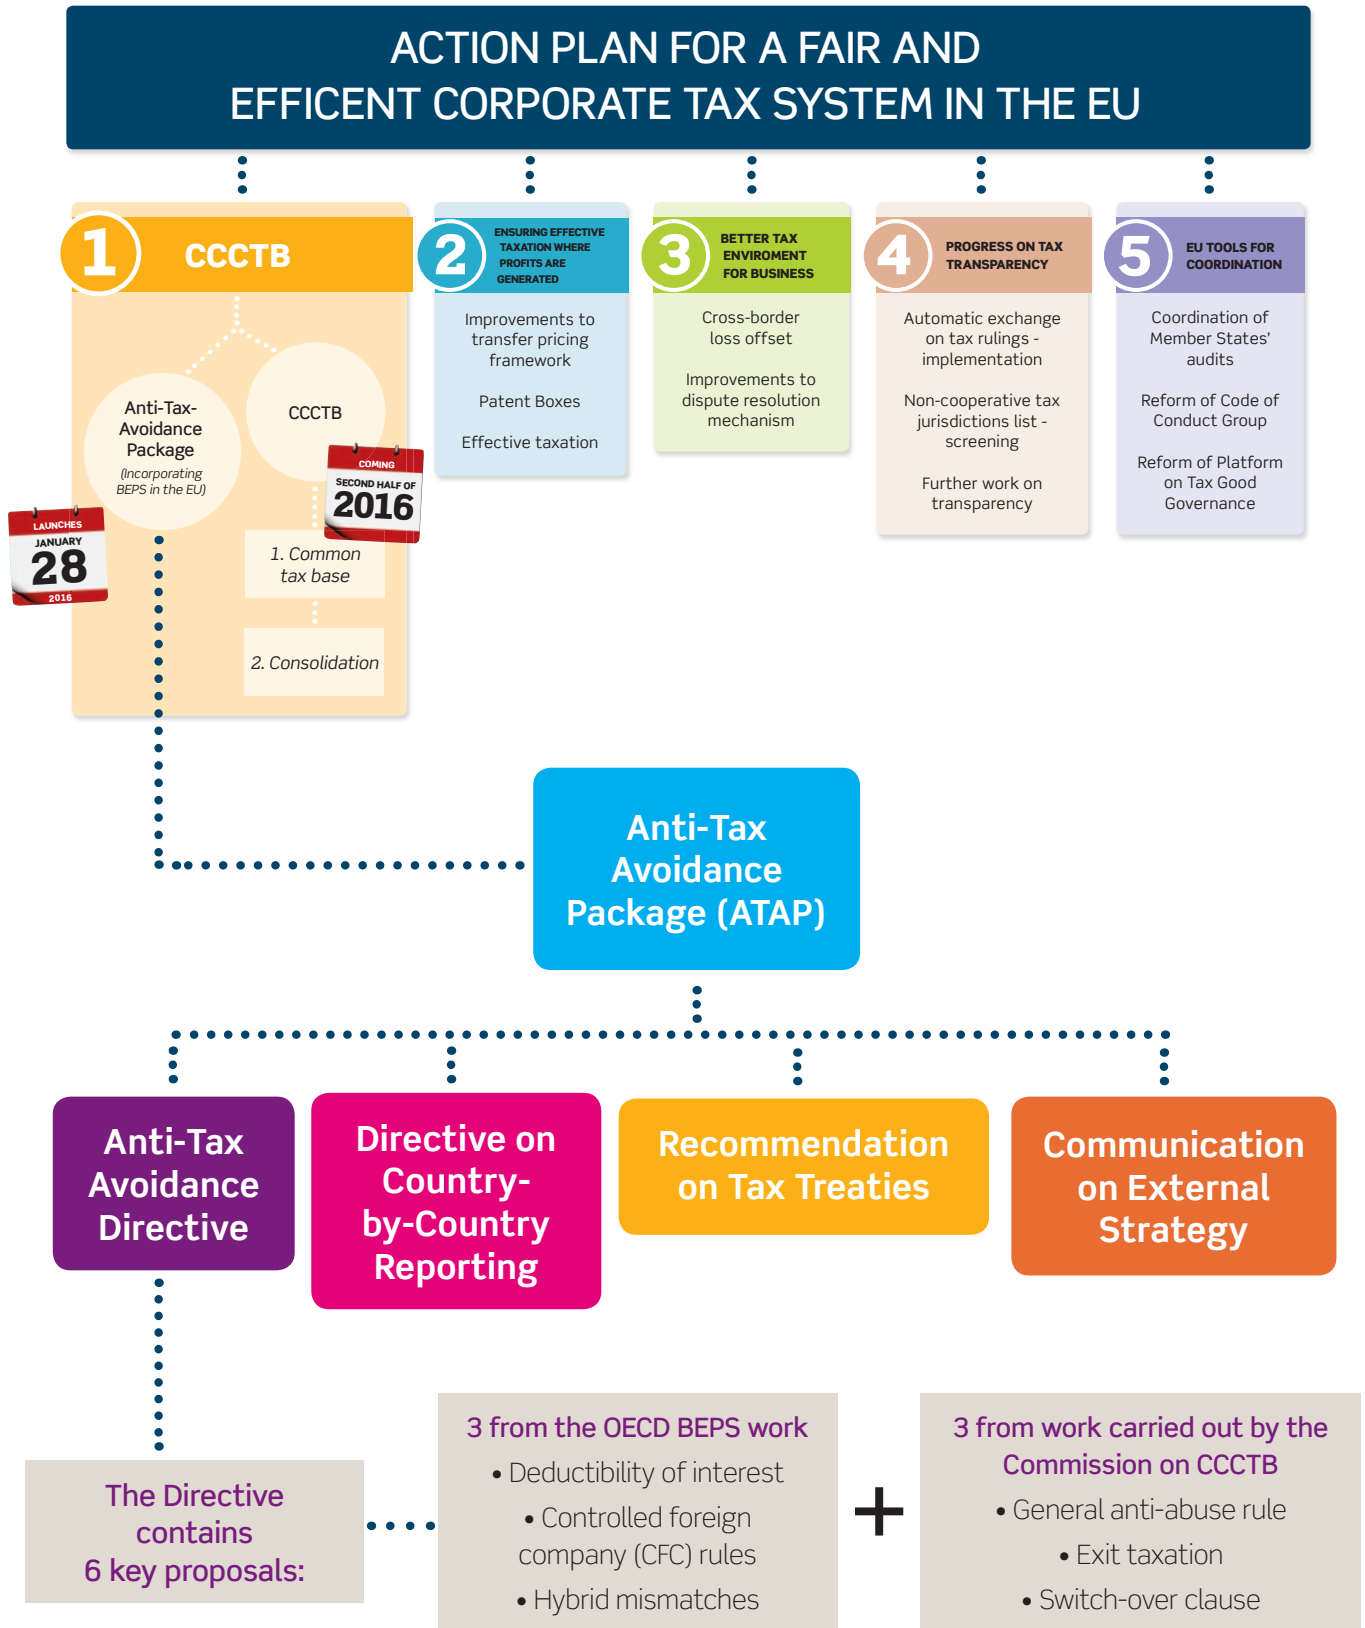 ACTION PLAN FOR A FAIR AND
EFFICENT CORPORATE TAX SYSTEM IN THE EU
1
CCCTB
Anti-Tax-
Avoidance
Package
(Incorporating
BEPS in the EU)
LAUNCHES
JANUARY
28
2016
CCCTB
COMING
SECOND HALF OF
2016
1. Common
tax base
2. Consolidation
2
ENSURING EFFECTIVE
TAXATION WHERE
PROFITS ARE
GENERATED
Improvements to
transfer pricing
framework
Patent Boxes
Effective taxation
3
BETTER TAX
ENVIROMENT
FOR BUSINESS
Cross-border
loss offset
Improvements to
dispute resolution
mechanism
4
PROGRESS ON TAX
TRANSPARENCY
Automatic exchange
on tax rulings -
implementation
Non-cooperative tax
jurisdictions list -
screening
Further work on
transparency
5
EU TOOLS FOR
COORDINATION
Coordination of
Member States'
audits
Reform of Code of
Conduct Group
Reform of Platform
on Tax Good
Governance
Anti-Tax
Avoidance
Package (ATAP)
Anti-Tax
Avoidance
Directive
Directive on
Country-
by-Country
Reporting
Recommendation
on Tax Treaties
Communication
on External
Strategy
The Directive
contains
6 key proposals:
3 from the OECD BEPS work
• Deductibility of interest
• Controlled foreign
company (CFC) rules
• Hybrid mismatches
+
3 from work carried out by the
Commission on CCCTB
• General anti-abuse rule
• Exit taxation
• Switch-over clause